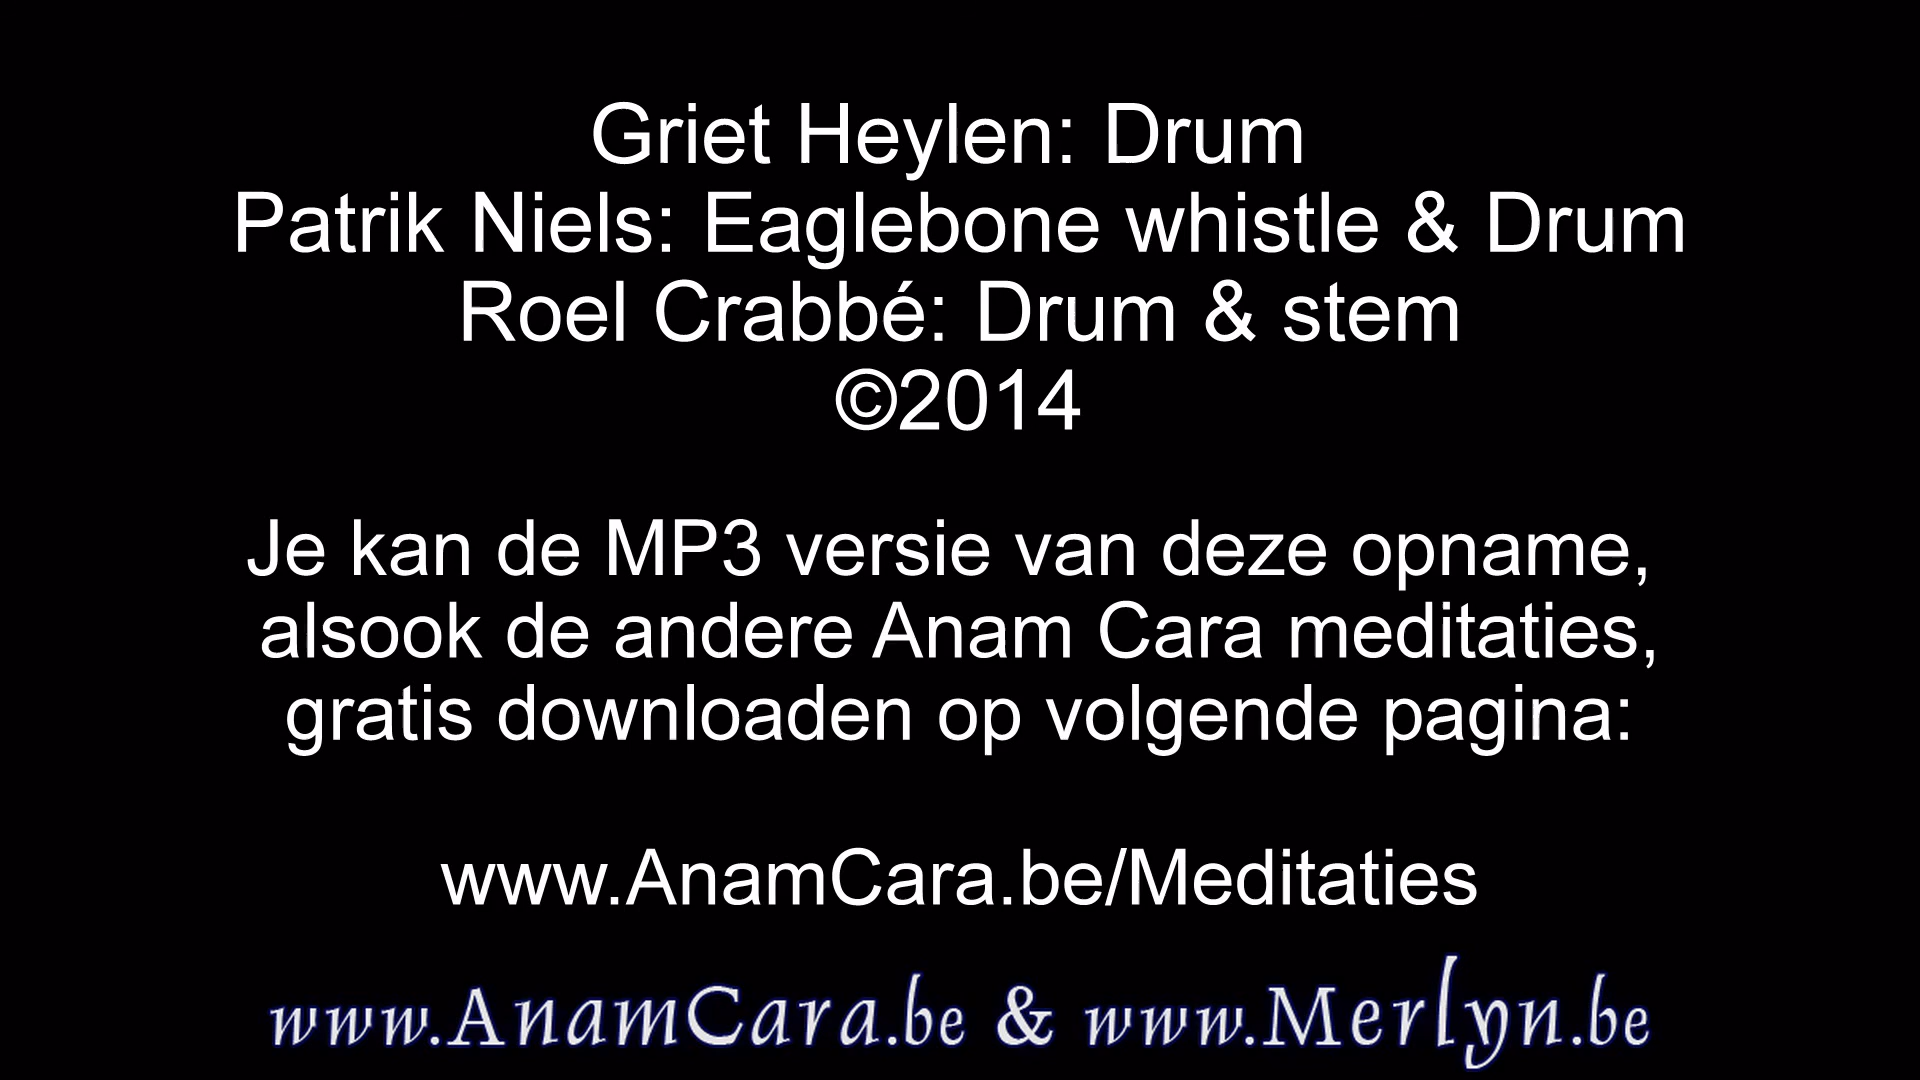 Griet Heylen: Drum
Patrik Niels: Eaglebone whistle & Drum
Roel Crabbé: Drum & stem
©2014
Je kan de MP3 versie van deze opname,
alsook de andere Anam Cara meditaties,
gratis downloaden op volgende pagina:
www.AnamCara.be/Meditaties
www.AnamCara.be & www.Merlyn.be